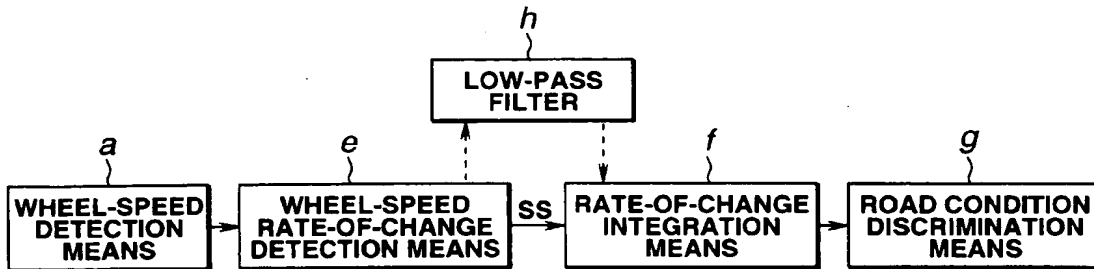 h
LOW-PASS
FILTER
a
e
f
g
WHEEL-SPEED
DETECTION
MEANS
WHEEL-SPEED
RATE-OF-CHANGE
DETECTION MEANS
SS
RATE-OF-CHANGE
INTEGRATION
MEANS
ROAD CONDITION
DISCRIMINATION
MEANS